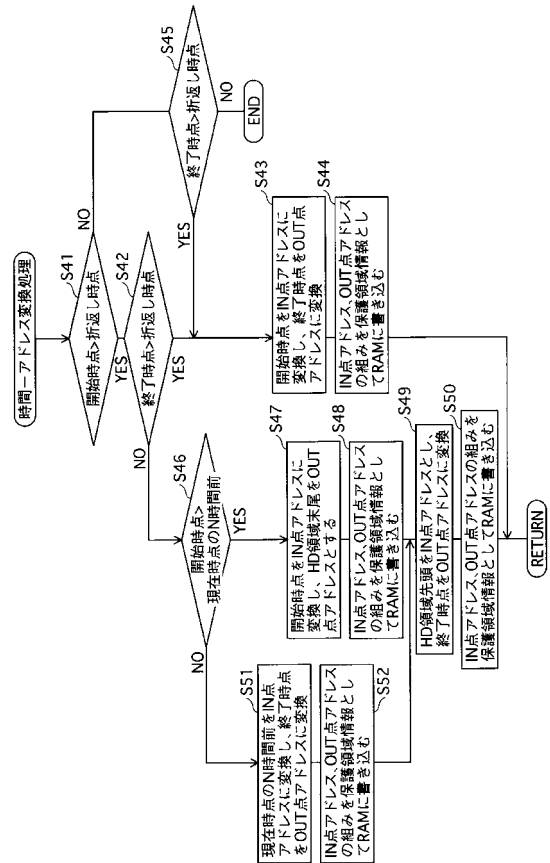 時間－アドレス変換処理
S41
開始時点>折返し時点
NO
YES
S42
終了時点>折返し時点
NO
YES
S45
終了時点>折返し時点
YES
NO
END
S43
開始時点をIN点アドレスに
変換し、終了時点をOUT点
アドレスに変換
S44
IN点アドレス、OUT点アドレス
の組みを保護領域情報とし
てRAMに書き込む
S46
開始時点>
現在時点のN時間前
NO
YES
S47
開始時点をIN点アドレスに
変換し、HD領域末尾をOUT
点アドレスとする
S48
IN点アドレス、OUT点アドレス
の組みを保護領域情報とし
てRAMに書き込む
S51
現在時点のN時間前をIN点
アドレスに変換し、終了時点
をOUT点アドレスに変換
S52
IN点アドレス、OUT点アドレス
の組みを保護領域情報とし
てRAMに書き込む
S49
HD領域先頭をIN点アドレスとし、
終了時点をOUT点アドレスに変換
S50
IN点アドレス、OUT点アドレスの組みを
保護領域情報としてRAMに書き込む
RETURN